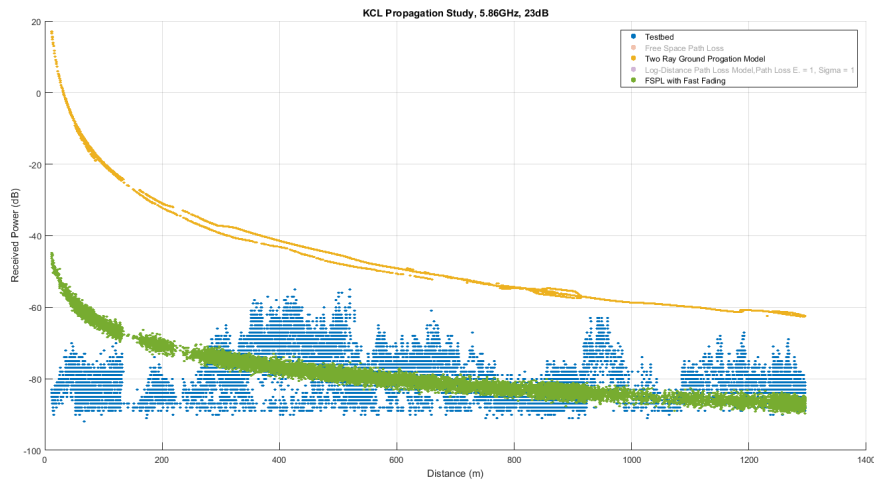 KCL Propagation Study, 5.86GHz, 23dB
Testbed
Free Space Path Loss
Two Ray Ground Progation Model
Log-Distance Path Loss Model,Path Loss E. = 1, Sigma = 1
FSPL with Fast Fading
Received Power (dB)
20
0
-20
-40
-60
-80
-100
0 200 400 600 800 1000 1200 1400
Distance (m)